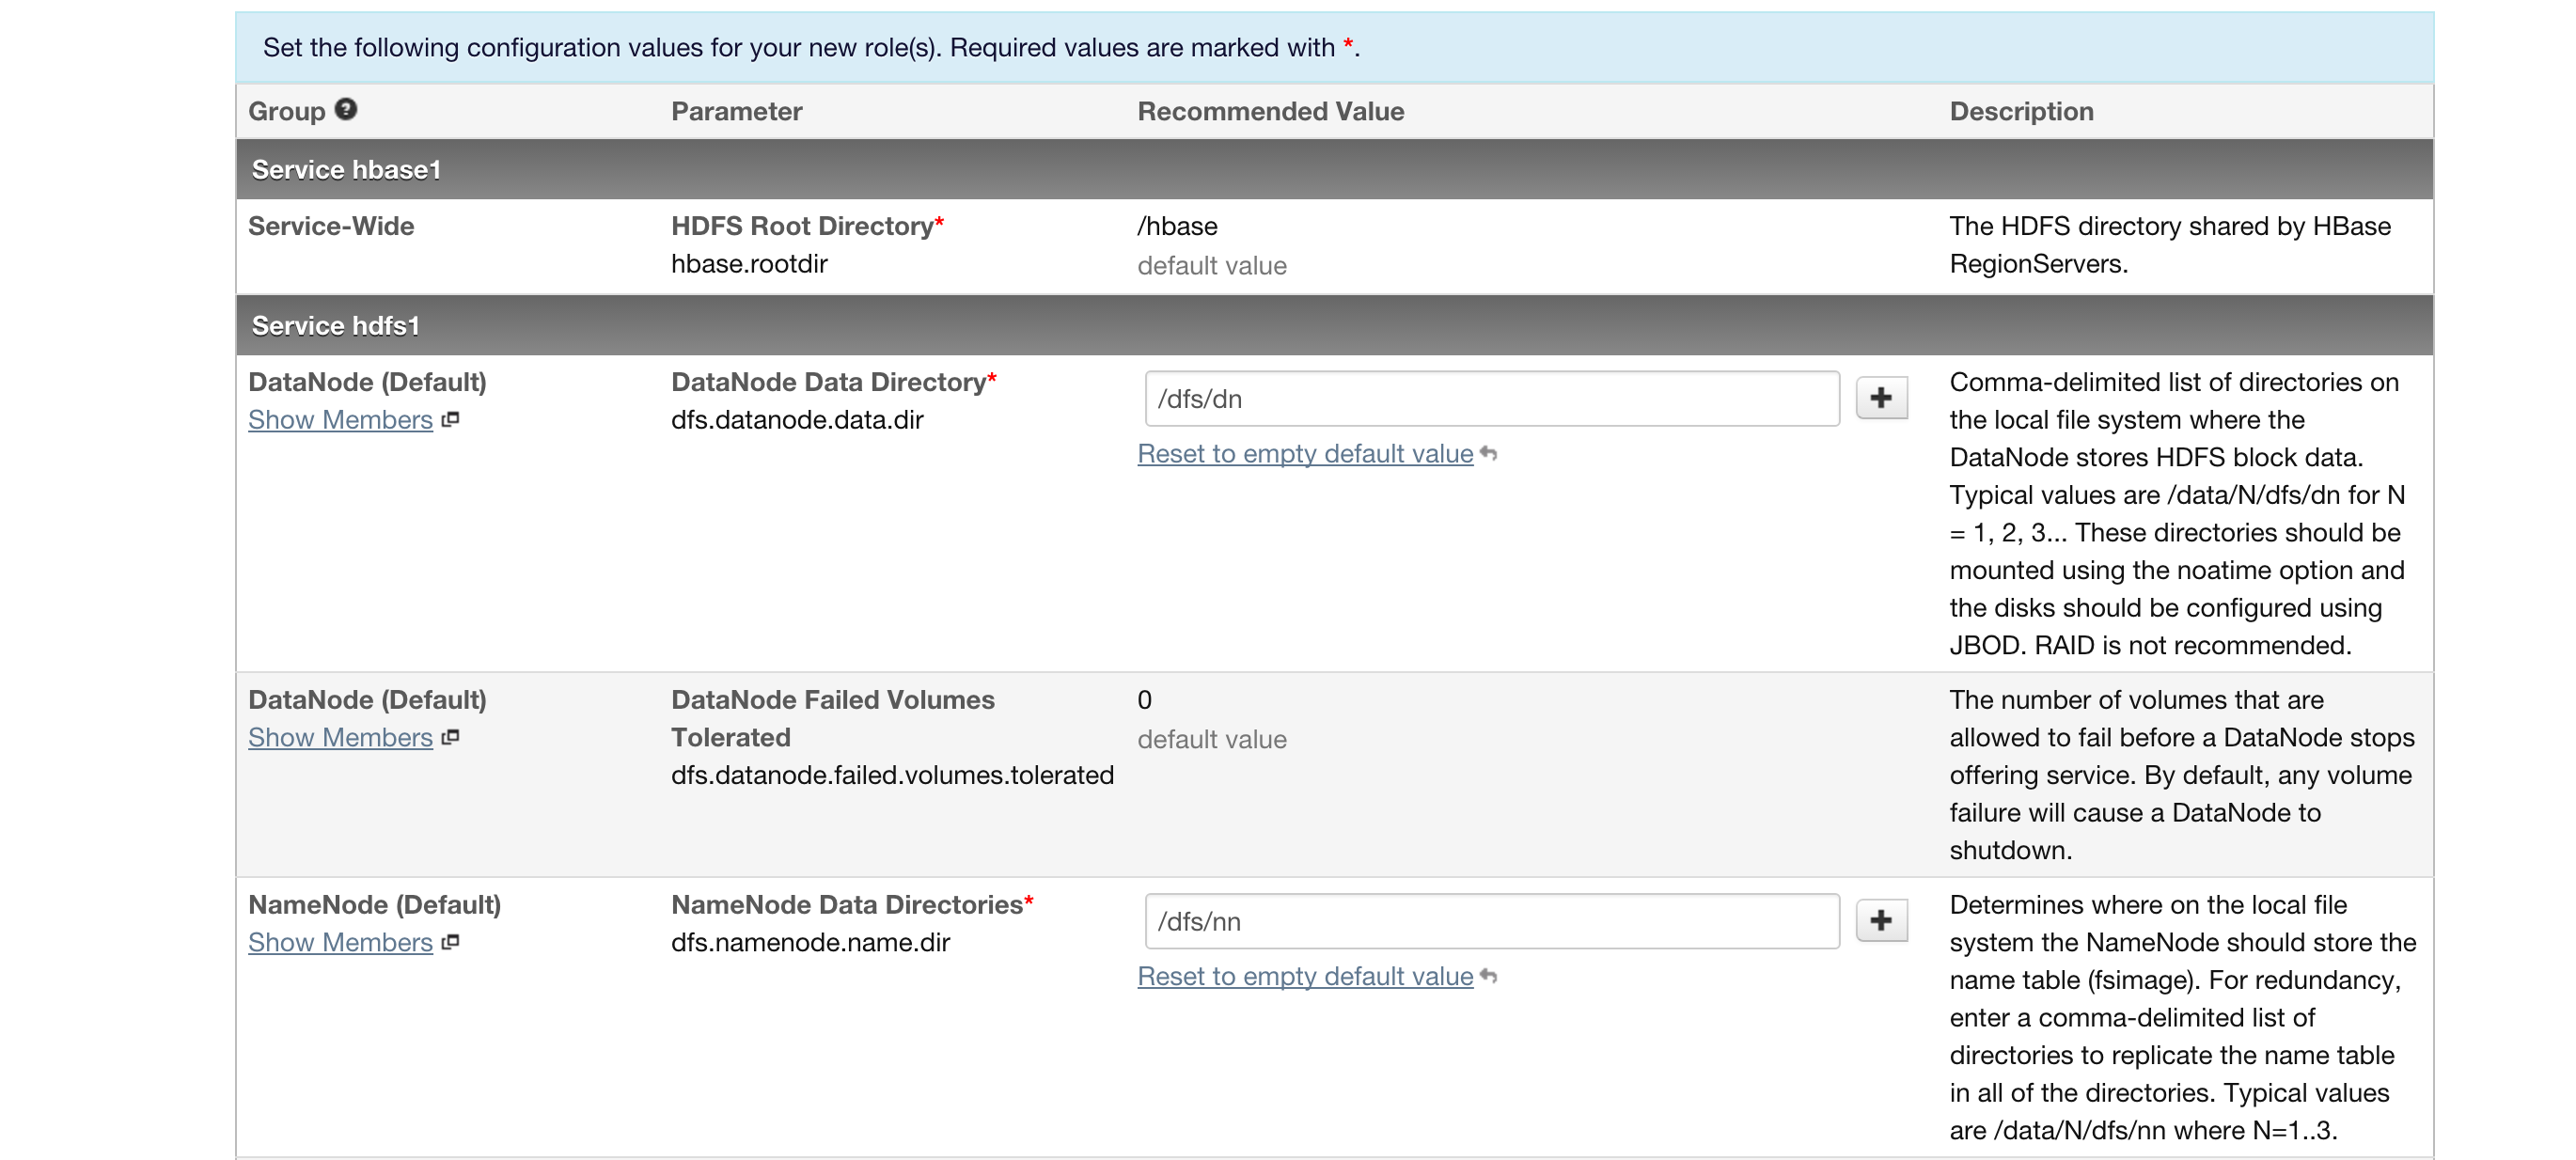 Set the following configuration values for your new role(s). Required values are marked with *.
Group Parameter Recommended Value Description
Service hbase1
Service-Wide
HDFS Root Directory*
hbase.rootdir
/hbase
default value
The HDFS directory shared by HBase
RegionServers.
Service hdfs1
DataNode (Default)
Show Members
DataNode Data Directory*
dfs.datanode.data.dir
/dfs/dn
Reset to empty default value
Comma-delimited list of directories on
the local file system where the
DataNode stores HDFS block data.
Typical values are /data/N/dfs/dn for N
= 1, 2, 3... These directories should be
mounted using the noatime option and
the disks should be configured using
JBOD. RAID is not recommended.
DataNode (Default)
Show Members
DataNode Failed Volumes
Tolerated
dfs.datanode.failed.volumes.tolerated
0
default value
The number of volumes that are
allowed to fail before a DataNode stops
offering service. By default, any volume
failure will cause a DataNode to
shutdown.
NameNode (Default)
Show Members
NameNode Data Directories*
dfs.namenode.name.dir
/dfs/nn
Reset to empty default value
Determines where on the local file
system the NameNode should store the
name table (fsimage). For redundancy,
enter a comma-delimited list of
directories to replicate the name table
in all of the directories. Typical values
are /data/N/dfs/nn where N=1..3.